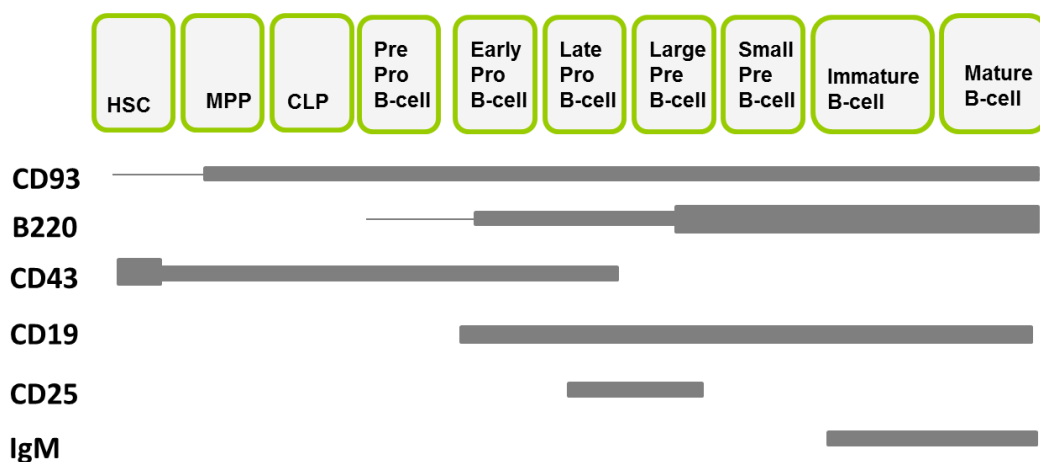 HSC
MPP
CLP
Pre
Pro
B-cell
Early
Pro
B-cell
Late
Pro
B-cell
Large
Pre
B-cell
Small
Pre
B-cell
Immature
B-cell
Mature
B-cell
CD93
B220
CD43
CD19
CD25
IgM